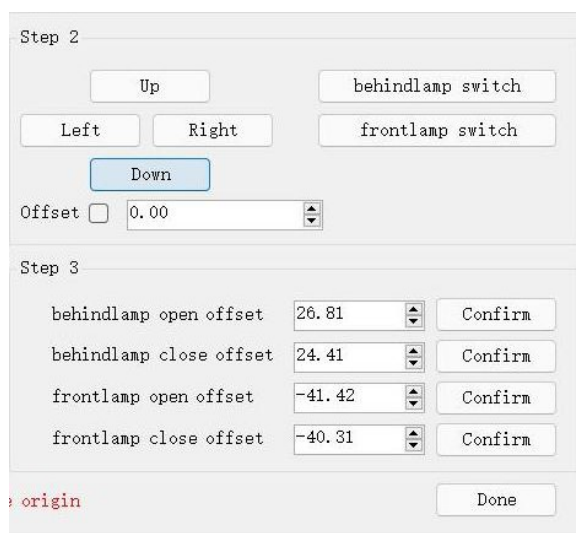 Step 2
Up
behindlamp switch
Left Right
frontlamp switch
Down
Offset 0.00
Step 3
behindlamp open offset 26.81 Confirm
behindlamp close offset 24.41 Confirm
frontlamp open offset -41.42 Confirm
frontlamp close offset -40.31 Confirm
origin Done